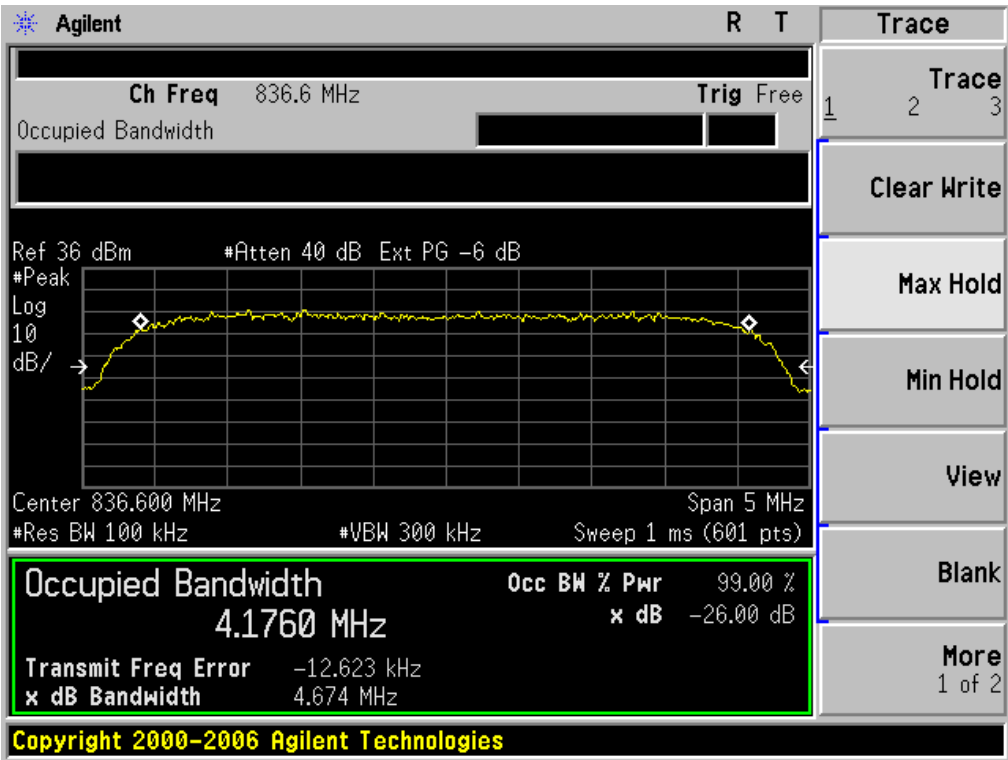 Agilent R T
Ch Freq 836.6 MHz Trig Free
Occupied Bandwidth
Ref 36 dBm #Atten 40 dB Ext PG -6 dB
#Peak
Log
10
dB/
Center 836.600 MHz Span 5 MHz
#Res BW 100 kHz #VBW 300 kHz Sweep 1 ms (601 pts)
Occupied Bandwidth Occ BW % Pwr 99.00 %
4.1760 MHz x dB -26.00 dB
Transmit Freq Error -12.623 kHz
x dB Bandwidth 4.674 MHz
Copyright 2000-2006 Agilent Technologies
Trace
Trace
1 2 3
Clear Write
Max Hold
Min Hold
View
Blank
More
1 of 2